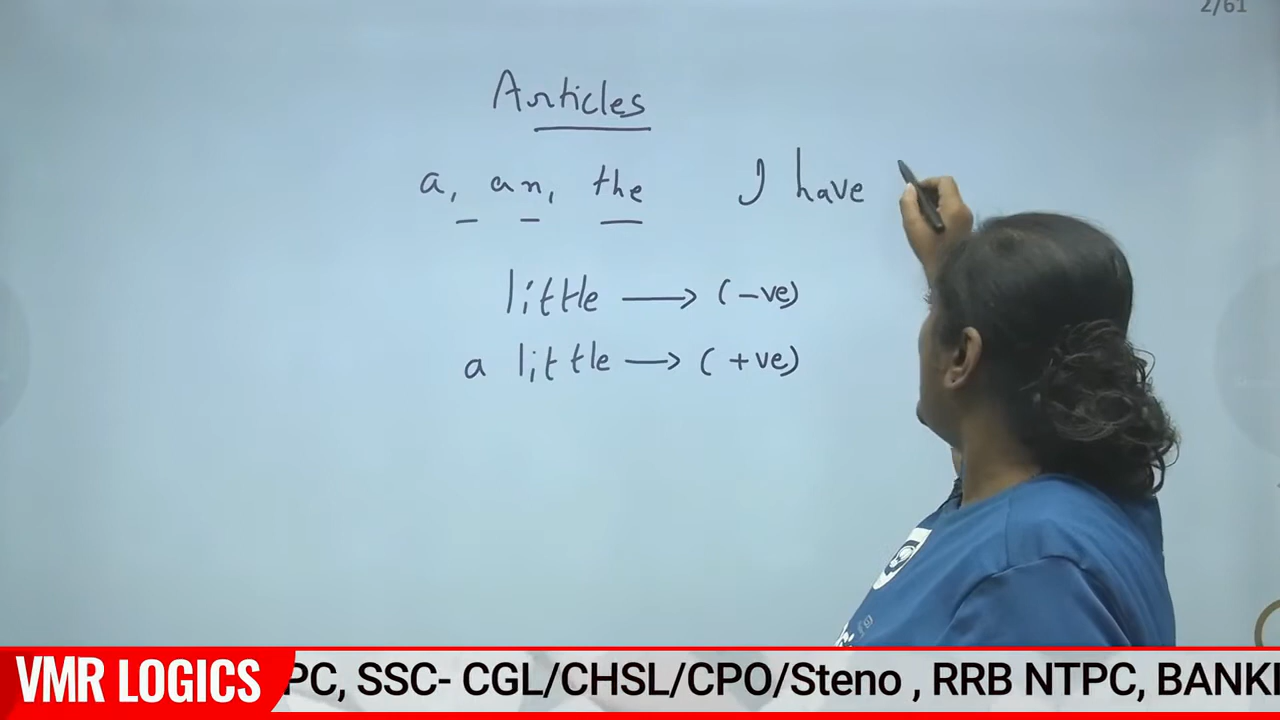 2/61
Articles
a, an, the I have
little → (-ve)
a little → (+ve)
VMR LOGICS PC, SSC- CGL/CHSL/CPO/Steno , RRB NTPC, BANKI